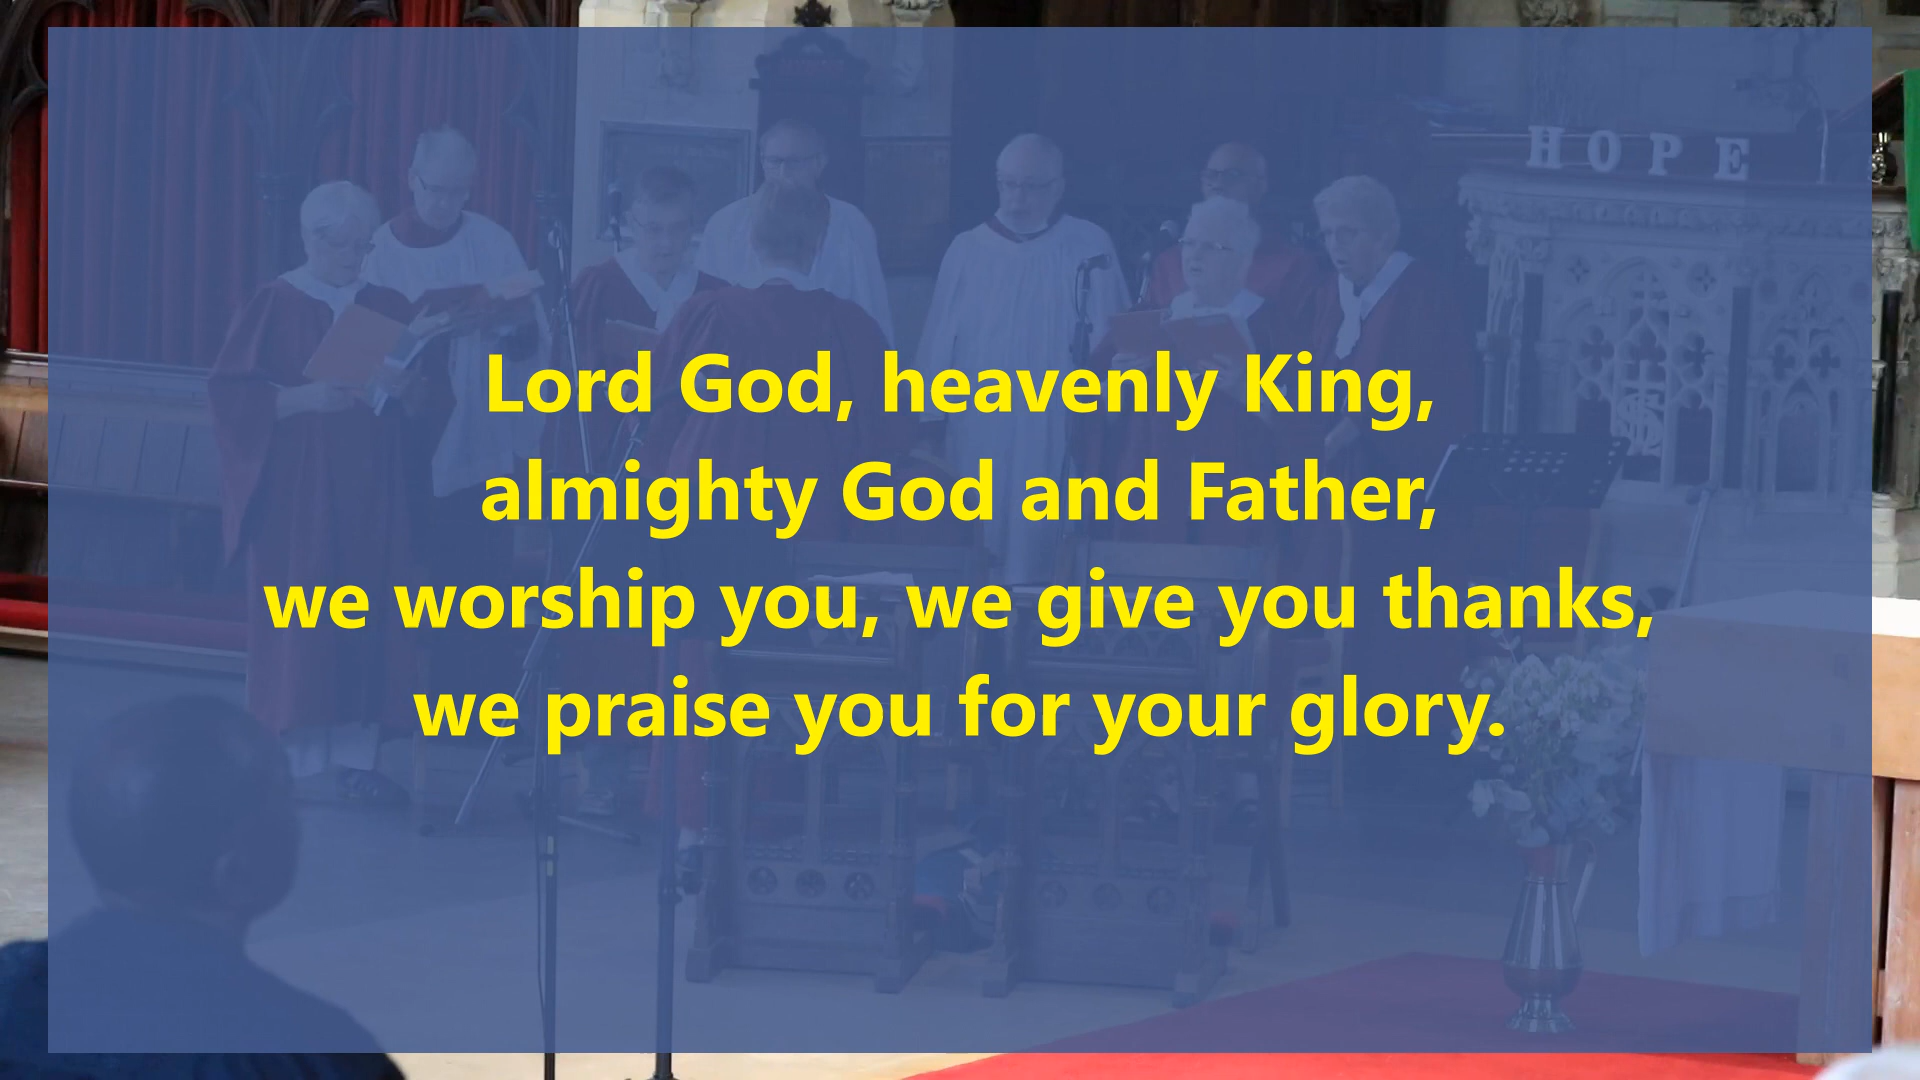 HOPE
Lord God, heavenly King,
almighty God and Father,
we worship you, we give you thanks,
we praise you for your glory.